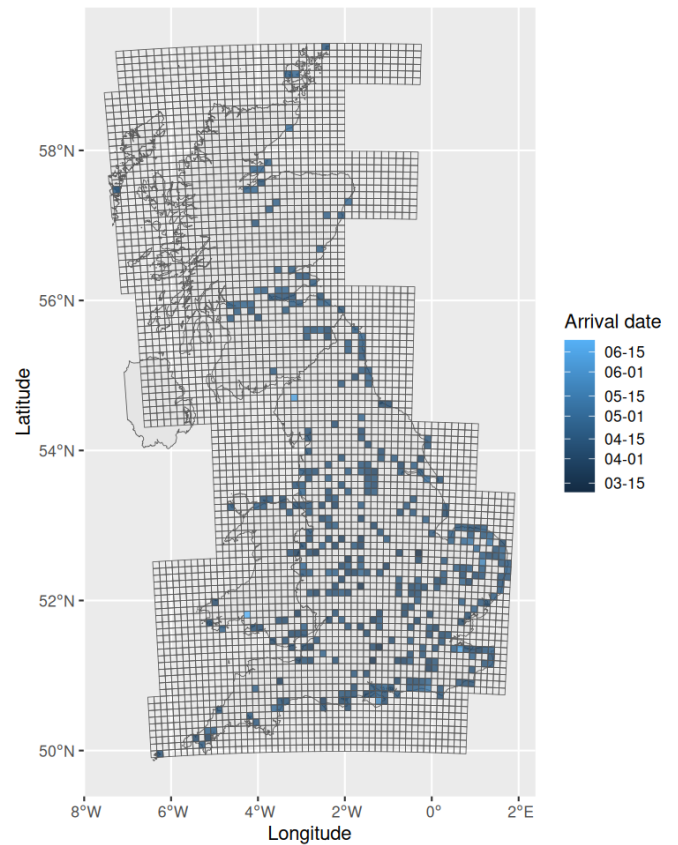 58°N
56°N
54°N
52°N
50°N
8°W
6°W
4°W
2°W
0°
2°E
Longitude
Latitude
Arrival date
06-15
06-01
05-15
05-01
04-15
04-01
03-15